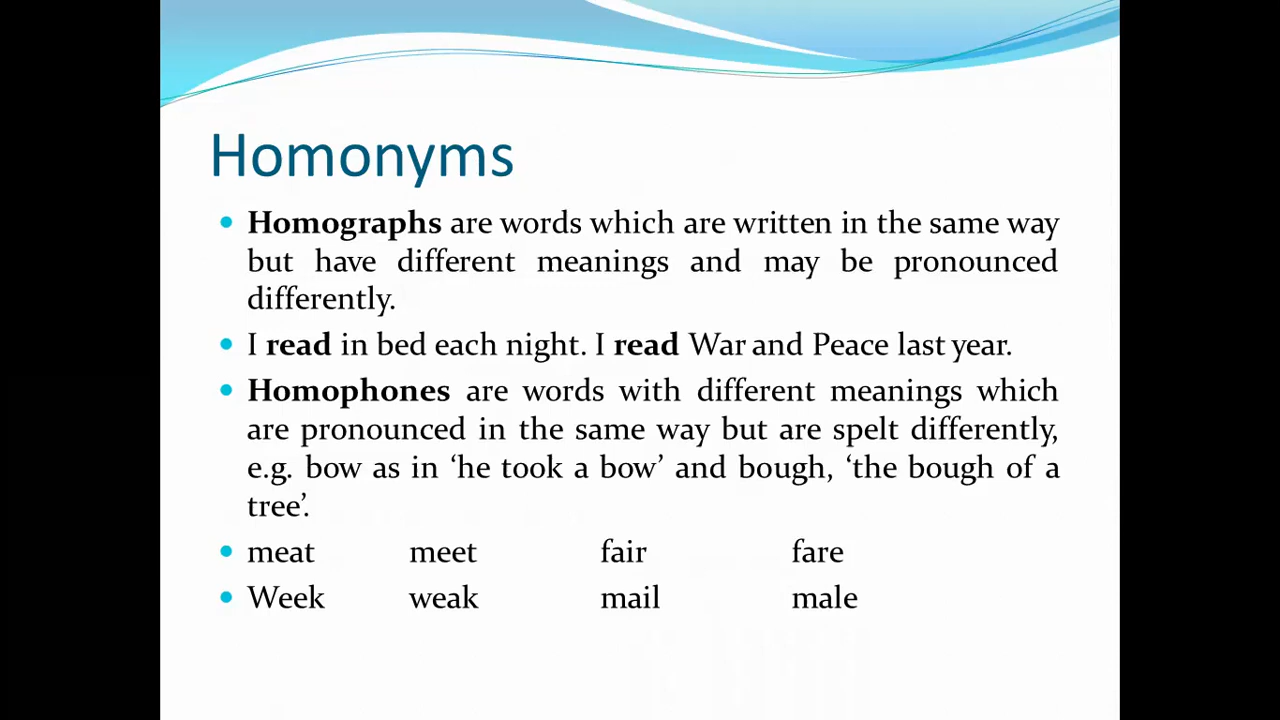 Homonyms
Homographs are words which are written in the same way
but have different meanings and may be pronounced
differently.
I read in bed each night. I read War and Peace last year.
Homophones are words with different meanings which
are pronounced in the same way but are spelt differently,
e.g. bow as in ‘he took a bow’ and bough, ‘the bough of a
tree’.
meat meet fair fare
Week weak mail male